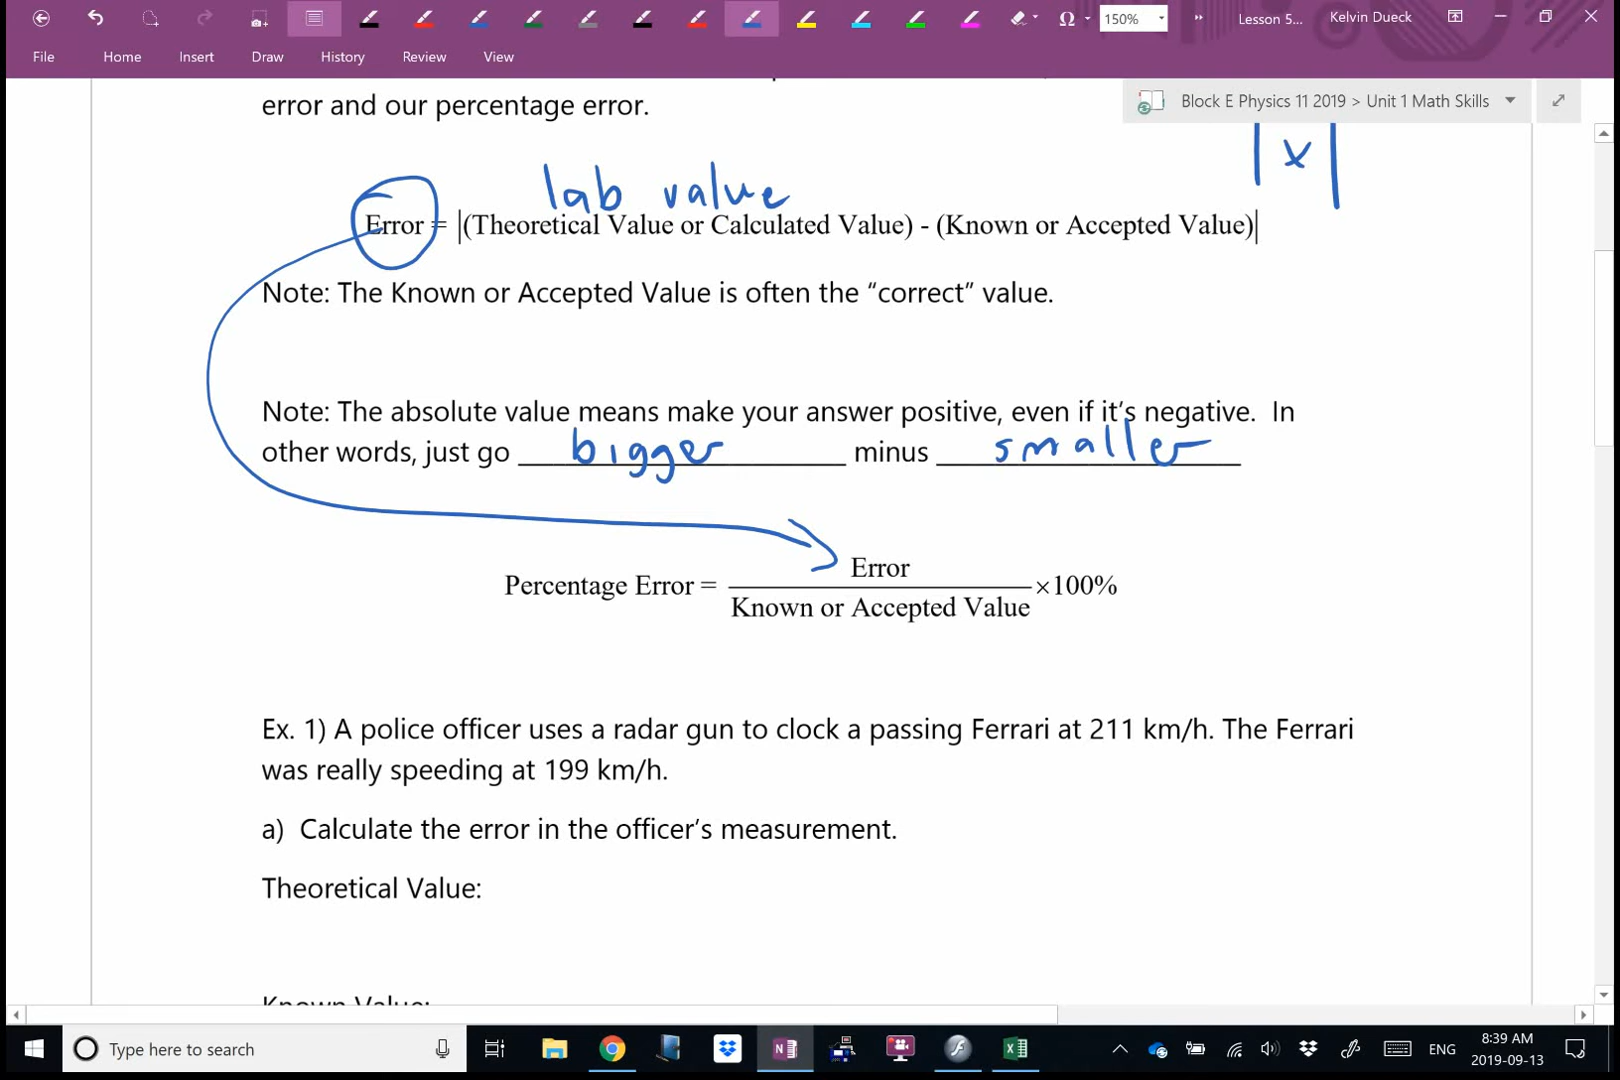 150%
Lesson 5...
Kelvin Dueck
File Home Insert Draw History Review View
Block E Physics 11 2019 > Unit 1 Math Skills
error and our percentage error.
|x|
lab value
Error = |(Theoretical Value or Calculated Value) - (Known or Accepted Value)|
Note: The Known or Accepted Value is often the “correct” value.
Note: The absolute value means make your answer positive, even if it’s negative. In
other words, just go bigger minus smaller
Error
Percentage Error = ×100%
Known or Accepted Value
Ex. 1) A police officer uses a radar gun to clock a passing Ferrari at 211 km/h. The Ferrari
was really speeding at 199 km/h.
a) Calculate the error in the officer’s measurement.
Theoretical Value:
Known Value:
Type here to search
ENG
8:39 AM
2019-09-13